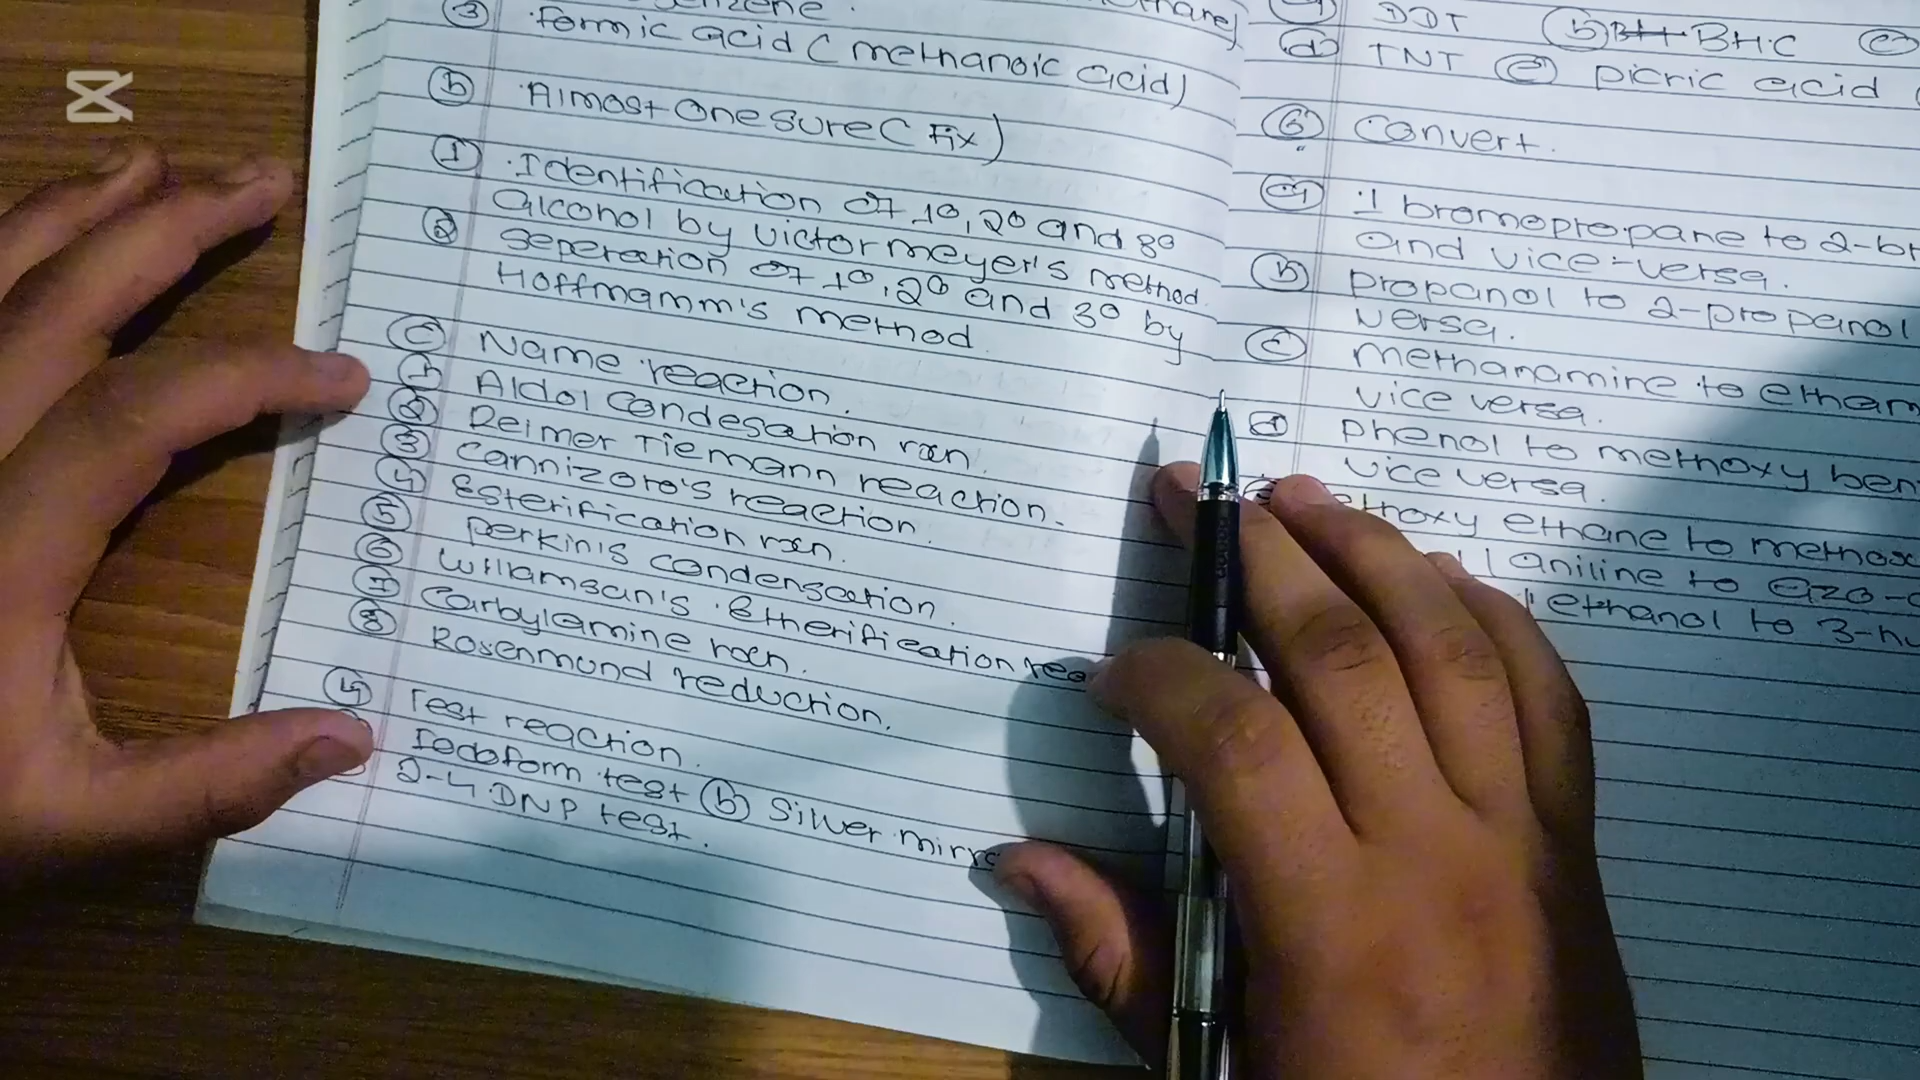 ③ formic acid ( methanoic acid)
ⓑ Almost one sure ( Fix )
① Identification of 1°, 2° and 3°
alcohol by victor meyer's method.
② seperation of 1°, 2° and 3° by
Hoffmamm's method.
ⓒ Name reaction.
① Aldol condesation rxn.
② Reimer Tiemann reaction.
③ Cannizoro's reaction.
④ Esterification rxn.
⑤ perkin's condensation.
⑥ Williamsan's Etherification
⑦ Carbylamine rxn.
⑧ Rosenmund reduction.
④ Test reaction.
Iodoform test ⓑ Silver
2-4 DNP test.
DDT ⓑ BHC
ⓓ TNT ⓔ picric acid
⑥ Convert.
ⓐ 1 bromopropane to
and vice-versa.
ⓑ propanol to 2-propanol
versa.
ⓒ methanamine to
vice versa.
ⓓ phenol to methoxy
vice versa.
ethane to
aniline to
ethanol to